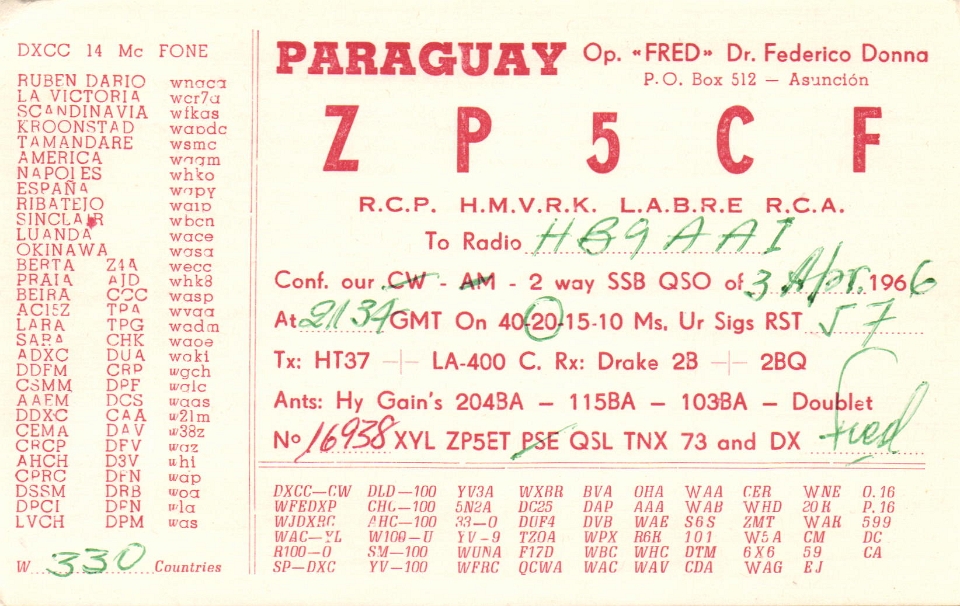 DXCC 14 Mc FONE
RUBEN DARIO wnaca
LA VICTORIA wcr7a
SCANDINAVIA wfkas
KROONSTAD wapdc
TAMANDARE wsmc
AMERICA waqm
NAPOLES whko
ESPAÑA wapy
RIBATEJO waip
SINCLAIR wbcn
LUANDA wace
OKINAWA wasa
BERTA Z4A wecc
PRAIA AJD whk8
BEIRA CCC wasp
AC15Z TPA wvaa
LARA TPG wadm
SARA CHK waoe
ADXC DUA waki
DDFM CRP wgch
CSMM DPF waic
AAEM DCS waas
DDXC CAA w21m
CEMA DAV w38z
CRCP DFV waz
AHCH D3V whi
CPRC DFN wap
DSSM DRB woa
DPCI DFN wla
LVCH DPM was
W 330 Countries
PARAGUAY Op. «FRED» Dr. Federico Donna
P.O. Box 512 — Asunción
ZP5CF
R.C.P. H.M.V.R.K. L.A.B.R.E R.C.A.
To Radio HB9AAI
Conf. our CW - AM - 2 way SSB QSO of 3 Apr. 1966
At 2134 GMT On 40-20-15-10 Ms, Ur Sigs RST 57
Tx: HT37 + LA-400 C. Rx: Drake 2B + 2BQ
Ants: Hy Gain's 204BA — 115BA — 103BA — Doublet
Nº 16938 XYL ZP5ET PSE QSL TNX 73 and DX Fred
DXCC—CW DLD—100 YV3A WXBR BVA OHA WAA CER WNE O.16
WFEDXP CHC—100 5N2A DC25 DAP AAA WAB WHD 20R P.16
WJDXRC AHC—100 33—0 DUF4 DVB WAE S6S ZMT WAR 599
WAC—YL W100—U YV—9 TZOA WPX R6R 101 W5A CM DC
R100—O SM—100 WUNA F17D WBC WHC DTM 6X6 59 CA
SP—DXC YV—100 WFRC QCWA WAC WAV CDA WAG EJ